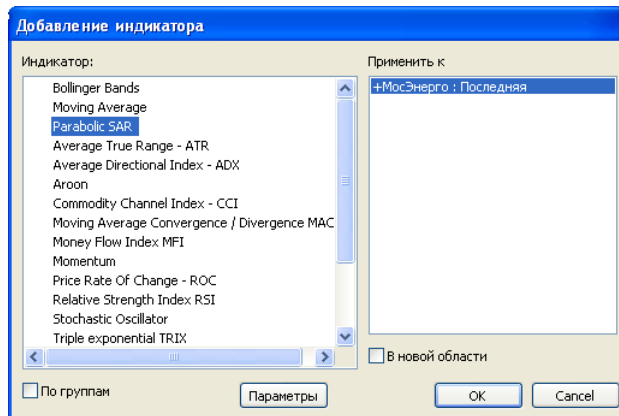 Добавление индикатора
Индикатор:
Применить к
Bollinger Bands
Moving Average
Parabolic SAR
Average True Range - ATR
Average Directional Index - ADX
Aroon
Commodity Channel Index - CCI
Moving Average Convergence / Divergence MAC
Money Flow Index MFI
Momentum
Price Rate Of Change - ROC
Relative Strength Index RSI
Stochastic Oscillator
Triple exponential TRIX
+МосЭнерго : Последняя
В новой области
По группам
Параметры
OK
Cancel